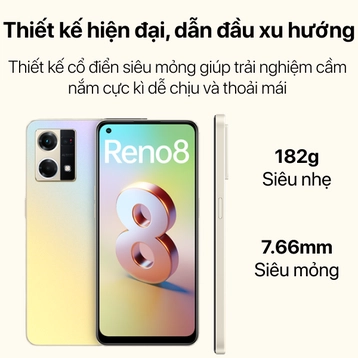 Thiết kế hiện đại, dẫn đầu xu hướng
Thiết kế cổ điển siêu mỏng giúp trải nghiệm cầm
nắm cực kì dễ chịu và thoải mái
Reno8
8
182g
Siêu nhẹ
7.66mm
Siêu mỏng